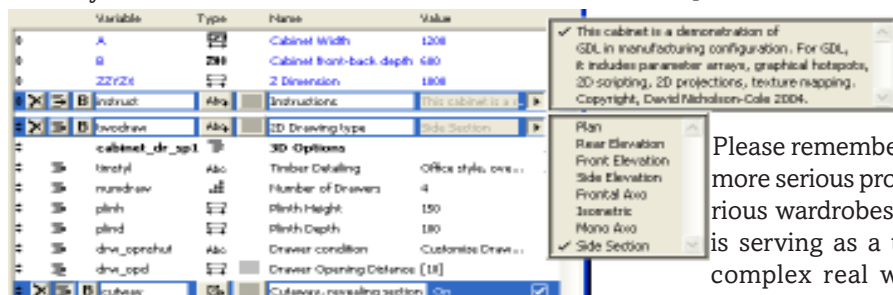 Variable Type Name Value
A Cabinet Width 1200
B Cabinet front-back depth 600
ZZYZX Z Dimension 1800
B instruct Abc Instructions This cabinet is a
B twodraw Abc 2D Drawing type Side Section
cabinet_dr_sp1 3D Options
timstyl Abc Timber Detailing Office style, ove...
numdraw Number of Drawers 4
plinh Plinth Height 150
plind Plinth Depth 100
drw_opnshut Abc Drawer condition Customise Draw...
drw_opd Drawer Opening Distance [10]
B cutaway Cutaway, revealing section On
This cabinet is a demonstration of
GDL in manufacturing configuration. For GDL,
it includes parameter arrays, graphical hotspots,
2D scripting, 2D projections, texture mapping.
Copyright, David Nicholson-Cole 2004.
Plan
Rear Elevation
Front Elevation
Side Elevation
Frontal Axo
Isometric
Mono Axo
Side Section
Please remembe
more serious pro
rious wardrobes
is serving as a
complex real w